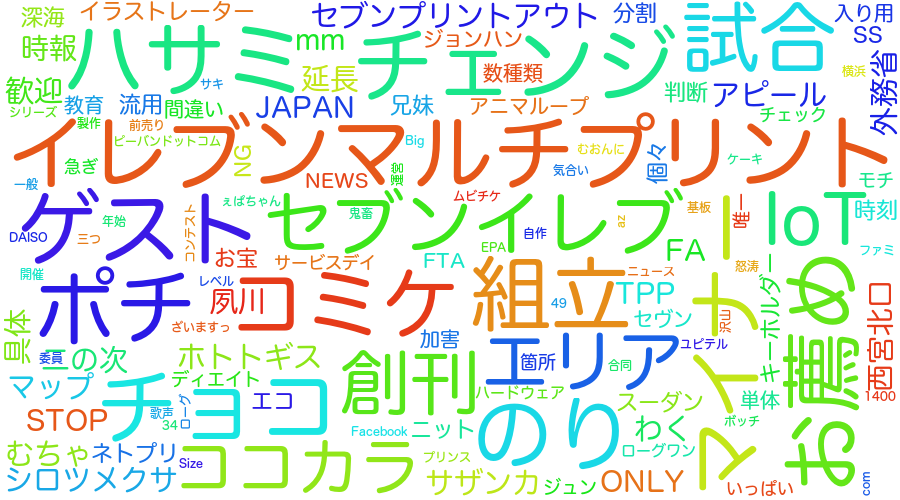 深海
イラストレーター
セブンプリントアウト
分割
入り用
時報
ハサミ
mm
チェンジ
ジョンハン
試合
SS
歓迎
サキ
延長
数種類
判断
アピール
横浜
外務省
シリーズ
教育
流用
間違い
JAPAN
兄妹
アニマループ
チェック
製作
前売り
ピーバンドットコム
Big
むおんに
イレブンマルチプリント
急ぎ
NG
憲法
気合い
個々
ケーキ
一般
NEWS
モチ
ゲスト
コンテスト
ぇぱちゃん
ムビチケ
セブンイレブ
基板
唯一
IoT
時刻
年始
鬼畜
az
DAISO
三つ
お宝
EPA
自作
FA
ファミ
開催
ポチ
レベル
サービスデイ
FTA
ニュース
怒涛
夙川
コミケ
組立
49
TPP
マイナー
キーホルダー
お薦め
ざいますっ
セヴン
沢山
具体
二の次
委員
加害
ユピテル
西宮北口
ホトトギス
創刊
エリア
箇所
合同
マップ
チョコ
ディエイト
ハードウェア
1400
STOP
歌声
34
ローグ
エコ
のり
スーダン
単体
Facebook
ニット
わく
ポッチ
むちゃ
ネトプリ
Size
ココカラ
プリンス
ローグワン
シロツメクサ
サザンカ
ジュン
ONLY
いっぱい
com